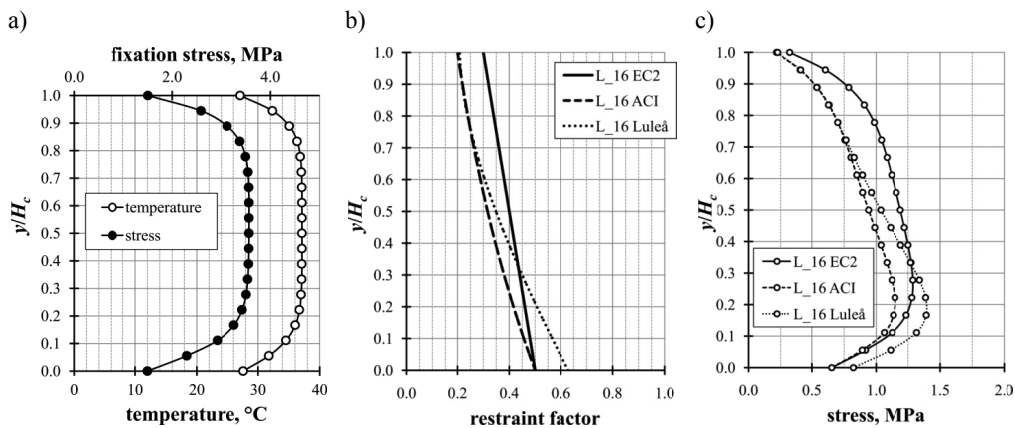 a)
fixation stress, MPa
0.0 2.0 4.0
1.0
0.9
0.8
0.7
0.6
0.5
0.4
0.3
0.2
0.1
0.0
y/Hc
temperature
stress
0 10 20 30 40
temperature, °C
b)
1.0
0.9
0.8
0.7
0.6
0.5
0.4
0.3
0.2
0.1
0.0
y/Hc
L_16 EC2
L_16 ACI
L_16 Luleå
0.0 0.2 0.4 0.6 0.8 1.0
restraint factor
c)
1.0
0.9
0.8
0.7
0.6
0.5
0.4
0.3
0.2
0.1
0.0
y/Hc
L_16 EC2
L_16 ACI
L_16 Luleå
0.0 0.5 1.0 1.5 2.0
stress, MPa